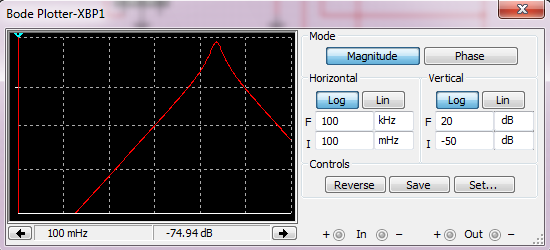 Bode Plotter-XBP1
Mode
Magnitude Phase
Horizontal Vertical
Log Lin Log Lin
F 100 kHz F 20 dB
I 100 mHz I -50 dB
Controls
Reverse Save Set...
100 mHz -74.94 dB + In − + Out −